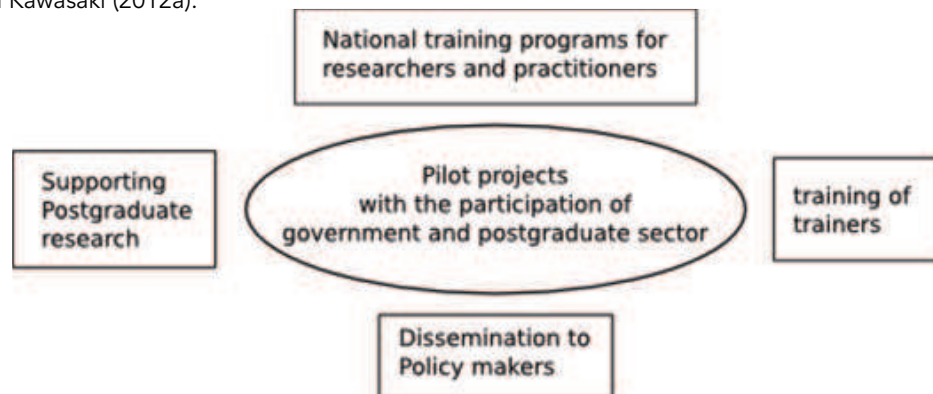 Kawasaki (2012a).
National training programs for
researchers and practitioners
Supporting
Postgraduate
research
Pilot projects
with the participation of
government and postgraduate sector
training of
trainers
Dissemination to
Policy makers